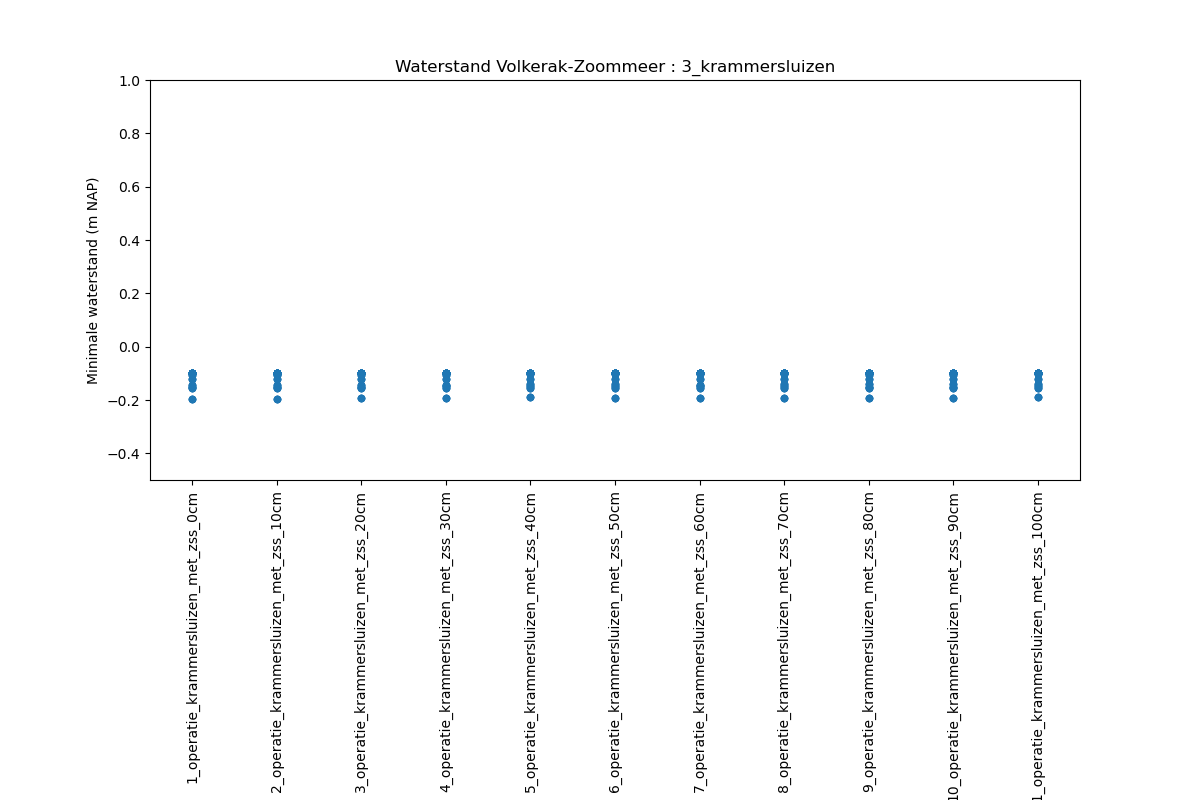 Waterstand Volkerak-Zoommeer : 3_krammersluizen
Minimale waterstand (m NAP)
1.0
0.8
0.6
0.4
0.2
0.0
−0.2
−0.4
1_operatie_krammersluizen_met_zss_0cm
2_operatie_krammersluizen_met_zss_10cm
3_operatie_krammersluizen_met_zss_20cm
4_operatie_krammersluizen_met_zss_30cm
5_operatie_krammersluizen_met_zss_40cm
6_operatie_krammersluizen_met_zss_50cm
7_operatie_krammersluizen_met_zss_60cm
8_operatie_krammersluizen_met_zss_70cm
9_operatie_krammersluizen_met_zss_80cm
10_operatie_krammersluizen_met_zss_90cm
1_operatie_krammersluizen_met_zss_100cm